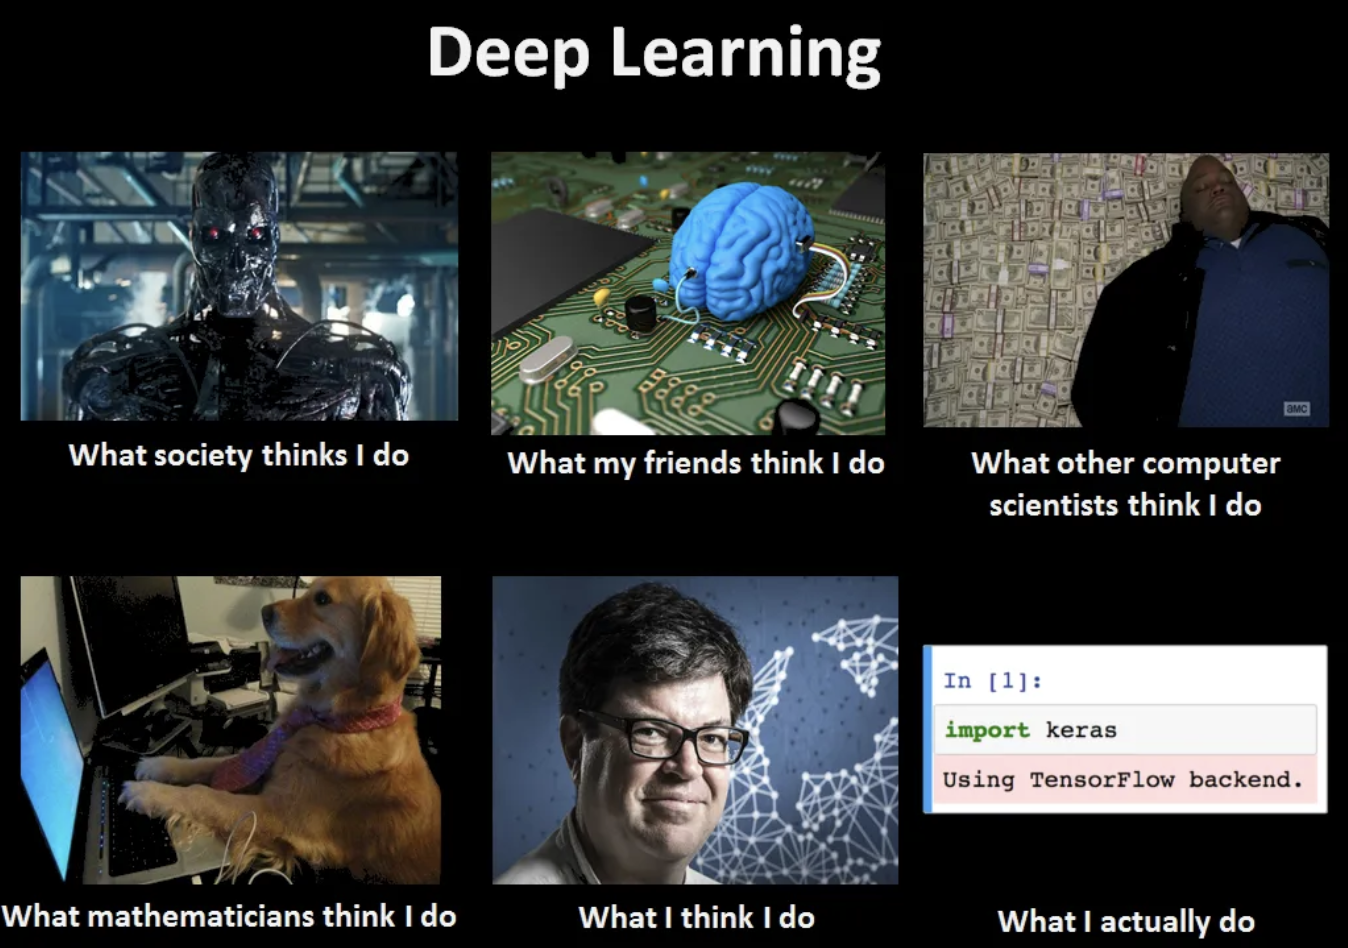 Deep Learning
What society thinks I do
What my friends think I do
What other computer
scientists think I do
amc
What mathematicians think I do
What I think I do
In [1]:
import keras
Using TensorFlow backend.
What I actually do